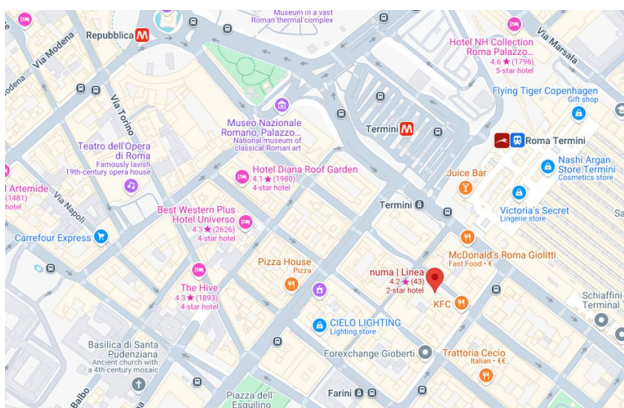 Museum in a vast
Roman thermal complex
Repubblica M
Via Modena
Modena
Via Torino
Hotel NH Collection
Roma Palazzo...
4.6 ★ (1796)
5-star hotel
Via Marsala
Flying Tiger Copenhagen
Gift shop
Museo Nazionale
Romano, Palazzo...
National museum of
classical Roman art
Termini M
Roma Termini
Teatro dell'Opera
di Roma
Famously lavish
19th-century opera house
Hotel Diana Roof Garden
4.1 ★ (1980)
4-star hotel
Juice Bar
Nashi Argan
Store Termini
Cosmetics store
Artemide
(1481)
hotel
Via Napoli
Best Western Plus
Hotel Universo
4.3 ★ (2626)
4-star hotel
Termini
Victoria's Secret
Lingerie store
Carrefour Express
McDonald's Roma Giolitti
Fast Food • €
Pizza House
Pizza
numa | Linea
4.2 ★ (43)
2-star hotel
The Hive
4.3 ★ (1893)
4-star hotel
KFC
Schiaffini
Terminal
CIELO LIGHTING
Lighting store
Basilica di Santa
Pudenziana
Ancient church with
a 4th-century mosaic
Forexchange Gioberti
Trattoria Cecio
Italian • €€
Balbo
Piazza dell'
Esquilino
Farini